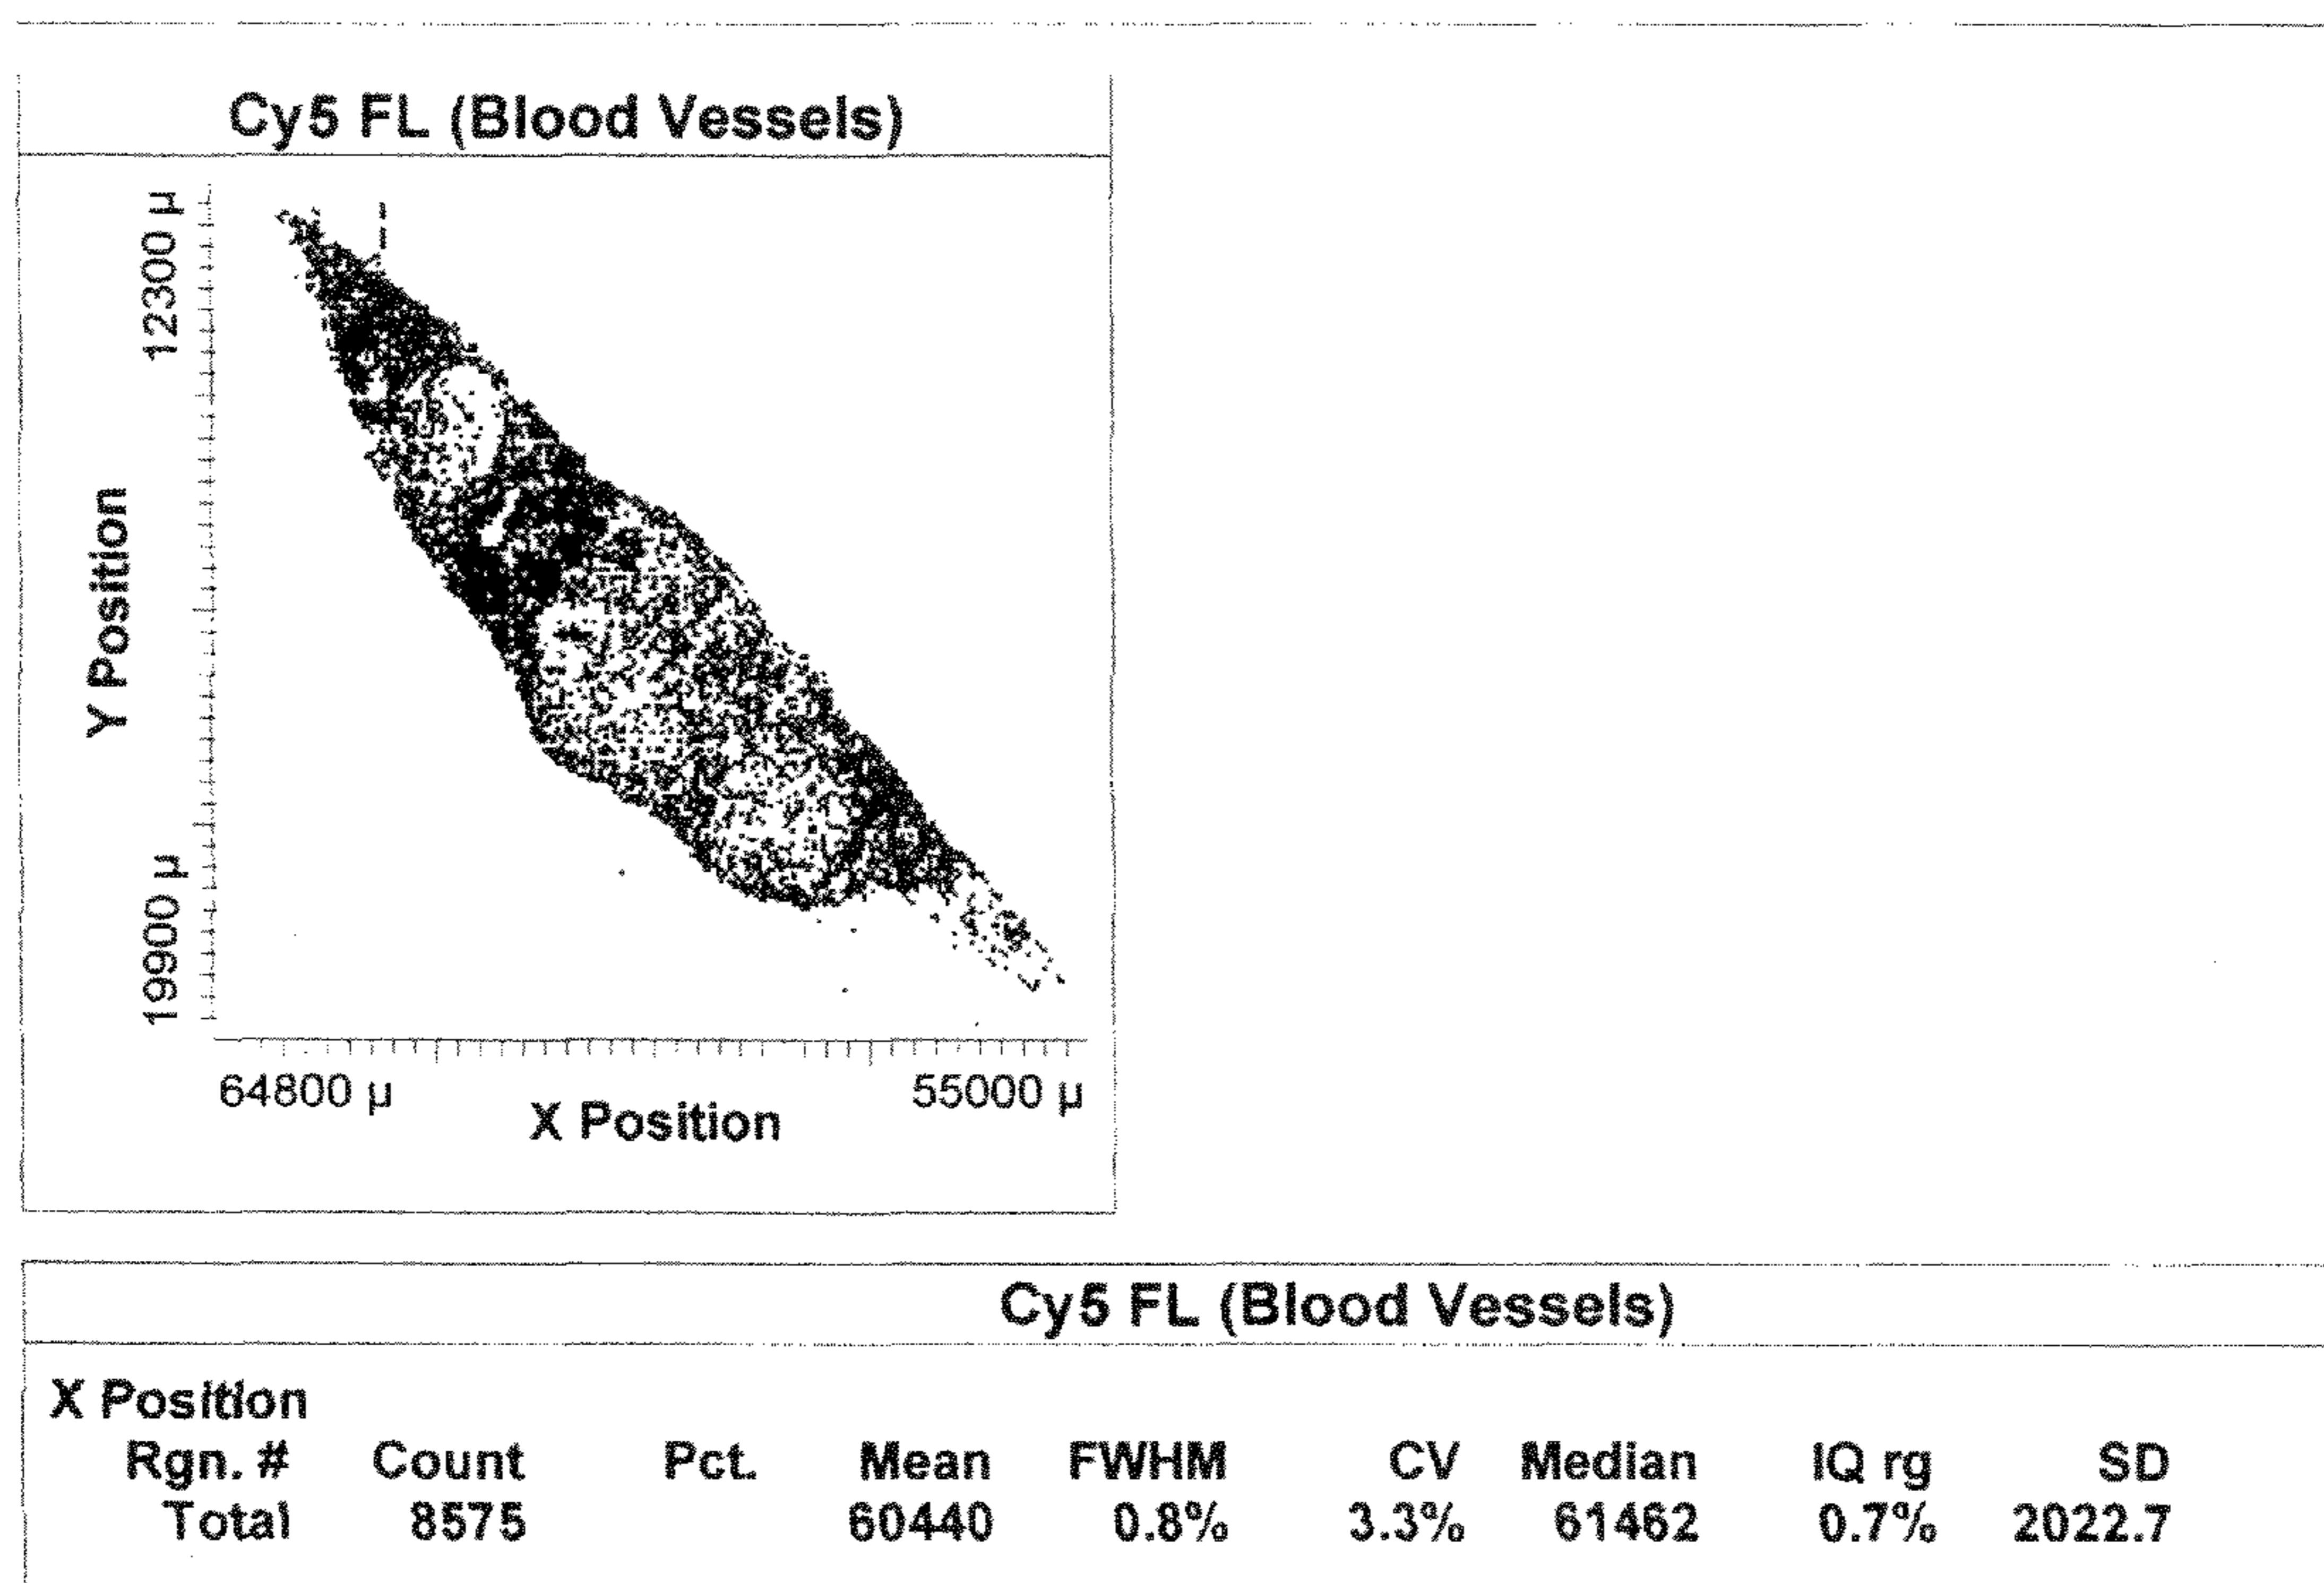 Cy5 FL (Blood Vessels)
12300 µ
Y Position
19900 µ
64800 µ
55000 µ
X Position
Cy5 FL (Blood Vessels)
X Position
Rgn. # Count Pct. Mean FWHM CV Median IQ rg SD
Total 8575 60440 0.8% 3.3% 61462 0.7% 2022.7